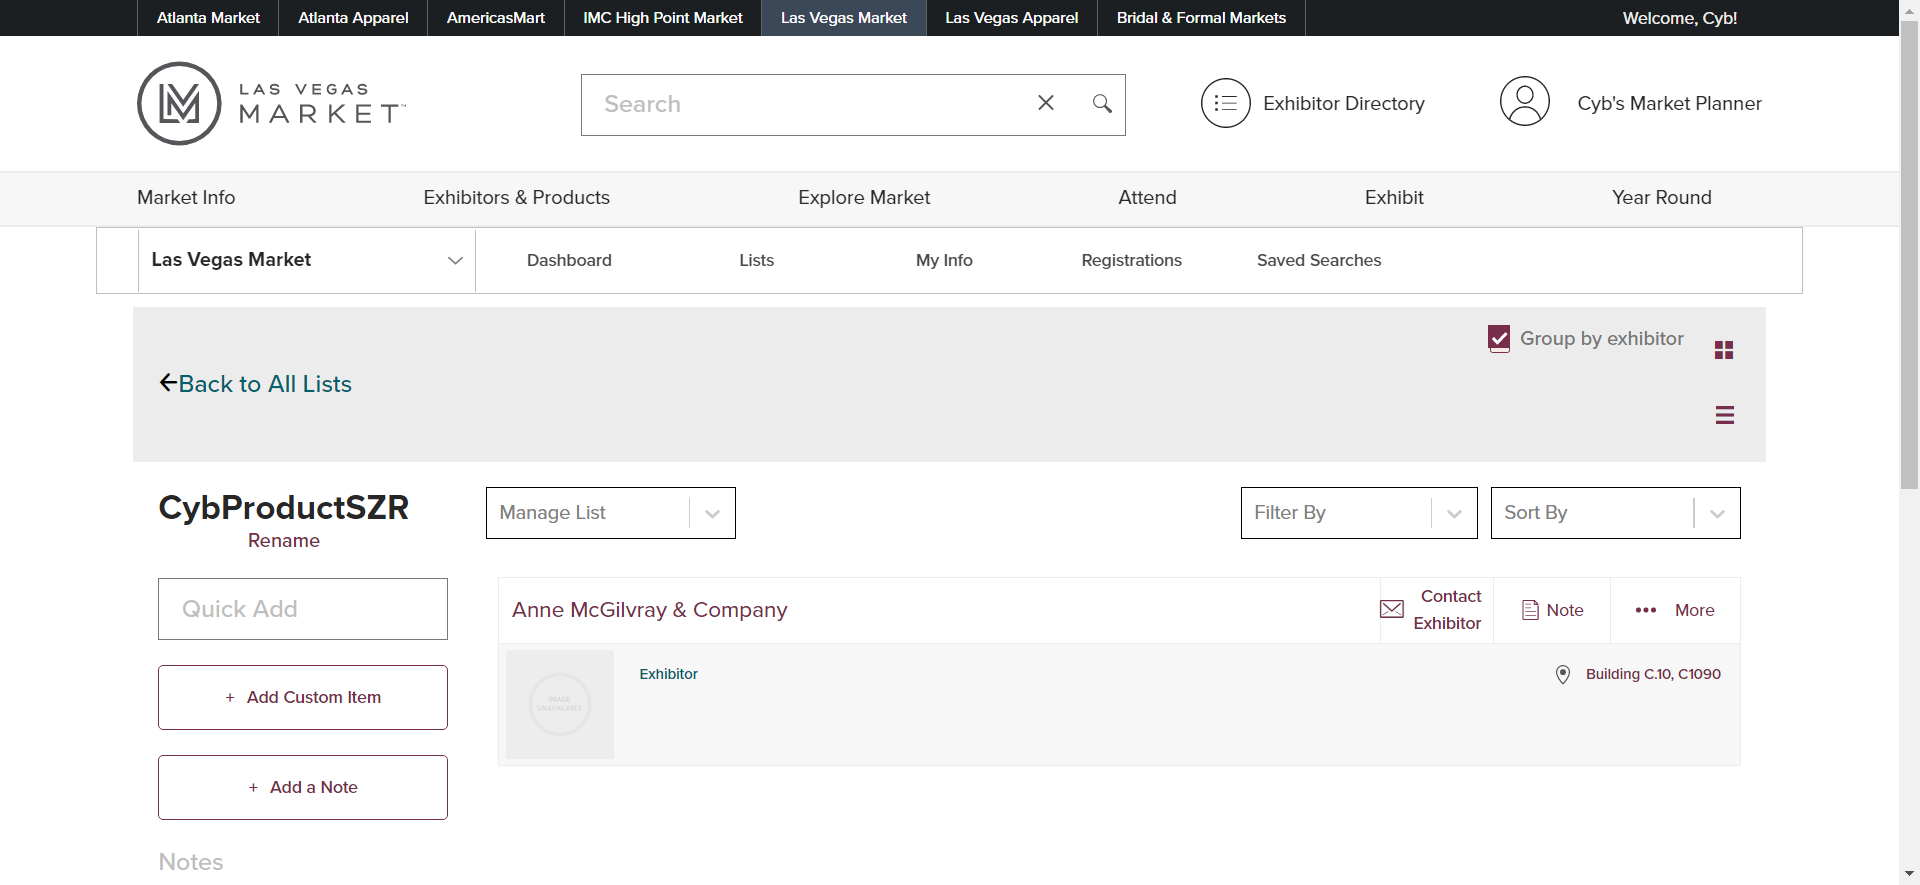 Atlanta Market
Atlanta Apparel
AmericasMart
IMC High Point Market
Las Vegas Market
Las Vegas Apparel
Bridal & Formal Markets
Welcome, Cyb!
LAS VEGAS
MARKET™
Search
Exhibitor Directory
Cyb's Market Planner
Market Info
Exhibitors & Products
Explore Market
Attend
Exhibit
Year Round
Las Vegas Market
Dashboard
Lists
My Info
Registrations
Saved Searches
Group by exhibitor
Back to All Lists
CybProductSZR
Rename
Manage List
Filter By
Sort By
Quick Add
+ Add Custom Item
+ Add a Note
Notes
Anne McGilvray & Company
Contact
Exhibitor
Note
More
IMAGE
UNAVAILABLE
Exhibitor
Building C.10, C1090